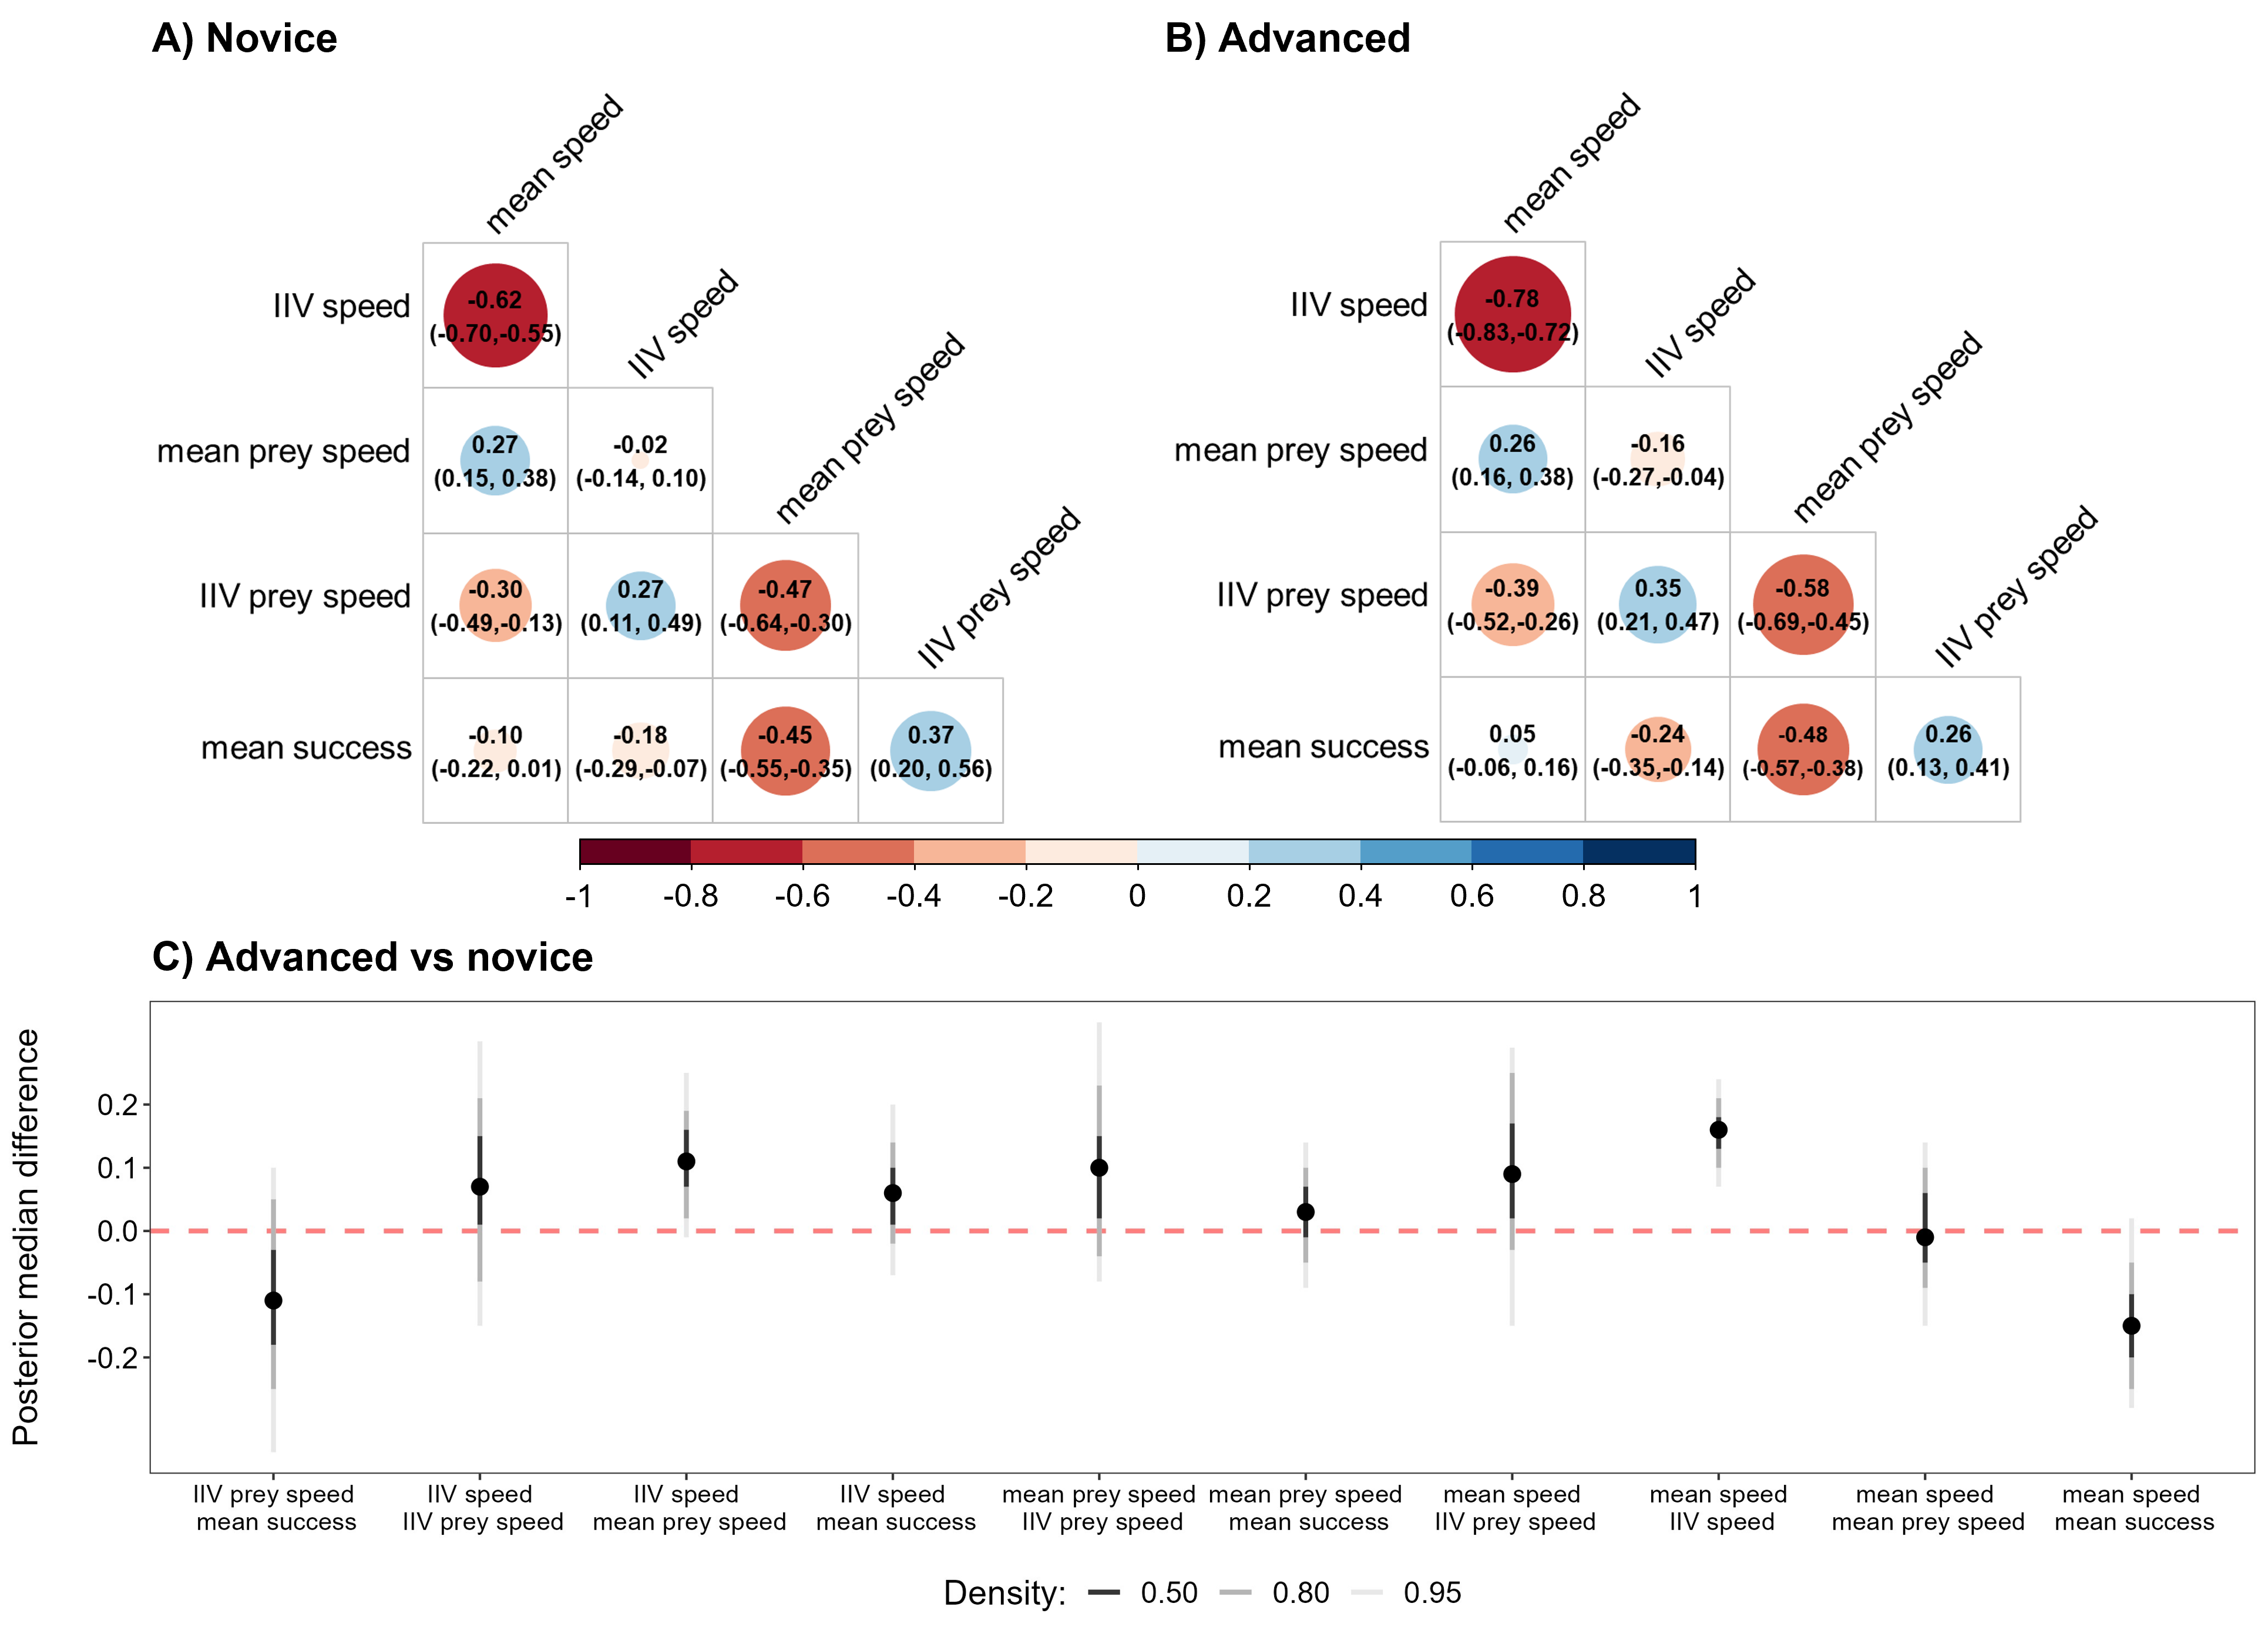 A) Novice
mean speed
IIV speed
-0.62
(-0.70,-0.55)
IIV speed
mean prey speed
0.27
(0.15, 0.38)
-0.02
(-0.14, 0.10)
mean prey speed
IIV prey speed
-0.30
(-0.49,-0.13)
0.27
(0.11, 0.49)
-0.47
(-0.64,-0.30)
IIV prey speed
mean success
-0.10
(-0.22, 0.01)
-0.18
(-0.29,-0.07)
-0.45
(-0.55,-0.35)
0.37
(0.20, 0.56)
B) Advanced
mean speed
IIV speed
-0.78
(-0.83,-0.72)
IIV speed
mean prey speed
0.26
(0.16, 0.38)
-0.16
(-0.27,-0.04)
mean prey speed
IIV prey speed
-0.39
(-0.52,-0.26)
0.35
(0.21, 0.47)
-0.58
(-0.69,-0.45)
IIV prey speed
mean success
0.05
(-0.06, 0.16)
-0.24
(-0.35,-0.14)
-0.48
(-0.57,-0.38)
0.26
(0.13, 0.41)
-1 -0.8 -0.6 -0.4 -0.2 0 0.2 0.4 0.6 0.8 1
C) Advanced vs novice
Posterior median difference
0.2
0.1
0.0
-0.1
-0.2
IIV prey speed
mean success
IIV speed
IIV prey speed
IIV speed
mean prey speed
IIV speed
mean success
mean prey speed
IIV prey speed
mean prey speed
mean success
mean speed
IIV prey speed
mean speed
IIV speed
mean speed
mean prey speed
mean speed
mean success
Density: 0.50 0.80 0.95